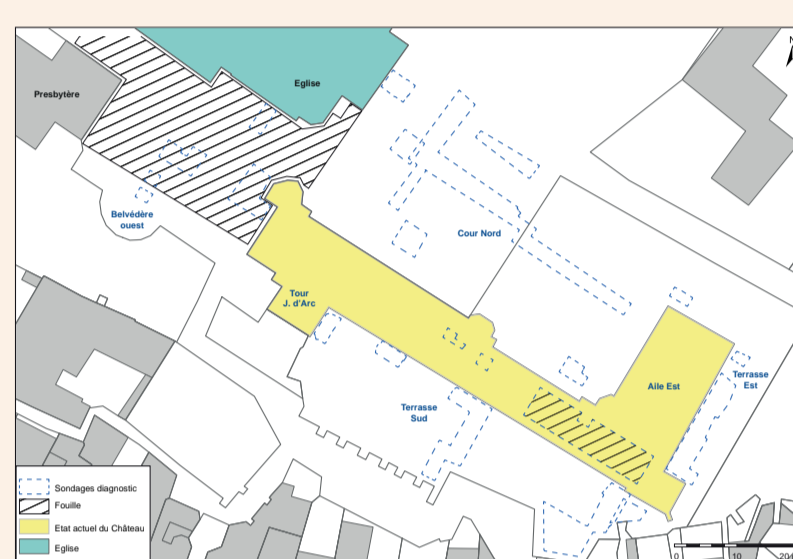 N
Eglise
Presbytère
Belvédère
ouest
Cour Nord
Tour
J. d'Arc
Terrasse
Est
Aile Est
Terrasse
Sud
Sondages diagnostic
Fouille
Etat actuel du Château
Eglise
0 10